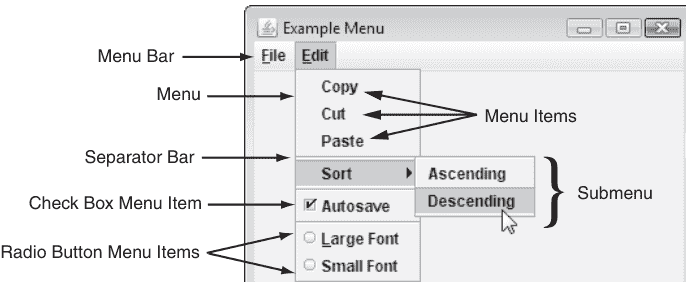 Example Menu
Menu Bar
File Edit
Menu
Copy
Cut
Paste
Menu Items
Separator Bar
Sort
Ascending
Descending
Submenu
Check Box Menu Item
Autosave
Radio Button Menu Items
Large Font
Small Font